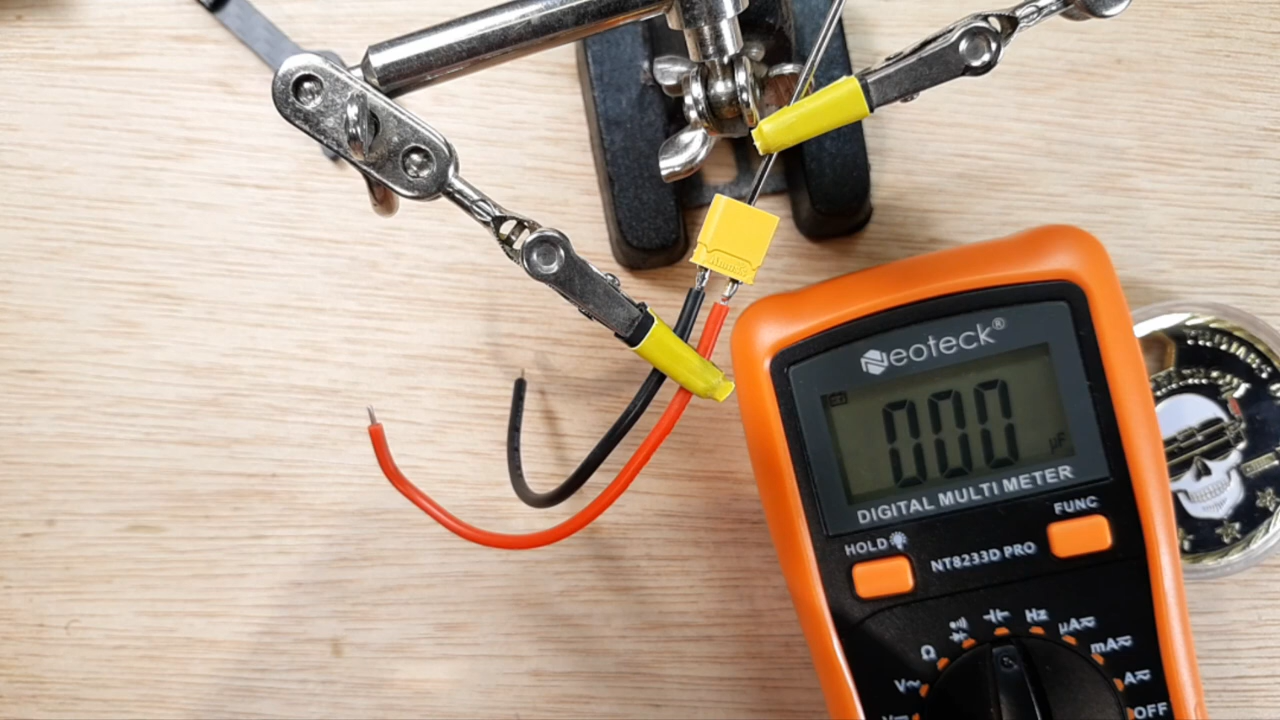 Neoteck®
000
µF
DIGITAL MULTI METER
FUNC
HOLD
NT8233D PRO
Hz
µA
Ω
mA
V~
A
V
OFF